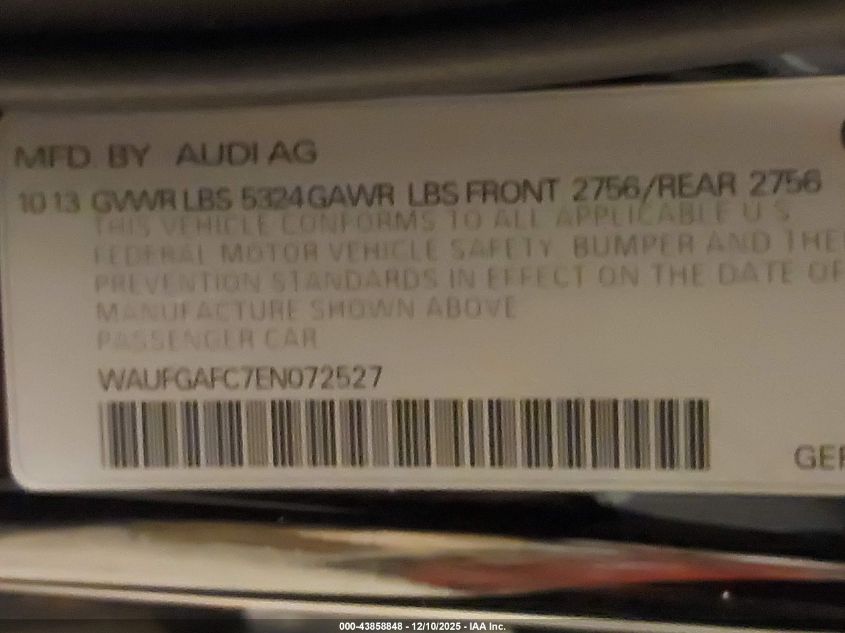 MFD BY AUDI AG
10 13 GVWR LBS 5324 GAWR LBS FRONT 2756/REAR 2756
THIS VEHICLE CONFORMS TO ALL APPLICABLE U S
FEDERAL MOTOR VEHICLE SAFETY BUMPER AND THE
PREVENTION STANDARDS IN EFFECT ON THE DATE OF
MANUFACTURE SHOWN ABOVE
PASSENGER CAR
WAUFGAFC7EN072527
GER
000-43858848 - 12/10/2025 - IAA Inc.